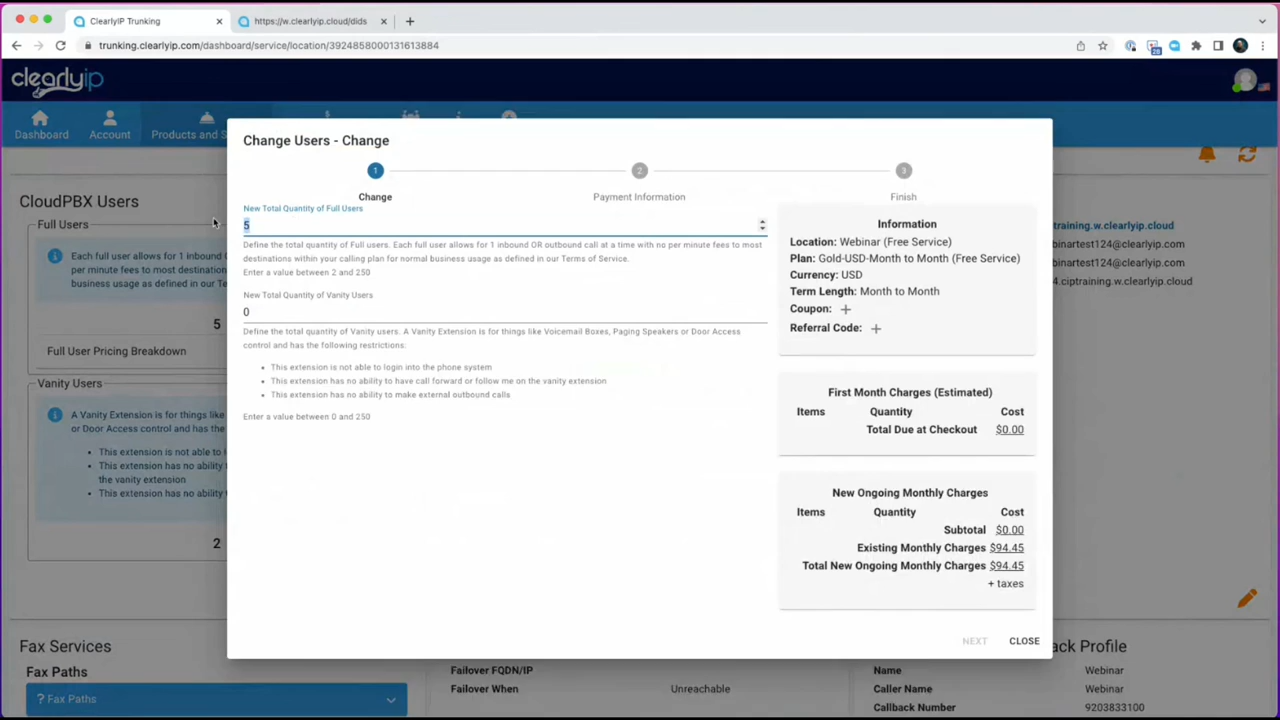 ClearlyIP Trunking
https://w.clearlyip.cloud/dids
trunking.clearlyip.com/dashboard/service/location/3924858000131613884
28
clearlyip
Dashboard
Account
Products and S
Change Users - Change
1
2
3
Change
Payment Information
Finish
New Total Quantity of Full Users
5
Define the total quantity of Full users. Each full user allows for 1 inbound OR outbound call at a time with no per minute fees to most
destinations within your calling plan for normal business usage as defined in our Terms of Service.
Enter a value between 2 and 250
New Total Quantity of Vanity Users
0
Define the total quantity of Vanity users. A Vanity Extension is for things like Voicemail Boxes, Paging Speakers or Door Access
control and has the following restrictions:
This extension is not able to login into the phone system
This extension has no ability to have call forward or follow me on the vanity extension
This extension has no ability to make external outbound calls
Enter a value between 0 and 250
Information
Location: Webinar (Free Service)
Plan: Gold-USD-Month to Month (Free Service)
Currency: USD
Term Length: Month to Month
Coupon: +
Referral Code: +
First Month Charges (Estimated)
Items Quantity Cost
Total Due at Checkout $0.00
New Ongoing Monthly Charges
Items Quantity Cost
Subtotal $0.00
Existing Monthly Charges $94.45
Total New Ongoing Monthly Charges $94.45
+ taxes
NEXT CLOSE
CloudPBX Users
Full Users
Each full user allows for 1 inbound O
per minute fees to most destinations
business usage as defined in our Te
5
Full User Pricing Breakdown
Vanity Users
A Vanity Extension is for things like
or Door Access control and has the
This extension is not able to l
This extension has no ability
the vanity extension
This extension has no ability
2
training.w.clearlyip.cloud
binartest124@clearlyip.com
binartest123@clearlyip.com
4.ciptraining.w.clearlyip.cloud
Fax Services
Fax Paths
? Fax Paths
Failover FQDN/IP
Failover When Unreachable
ack Profile
Name Webinar
Caller Name Webinar
Callback Number 9203833100